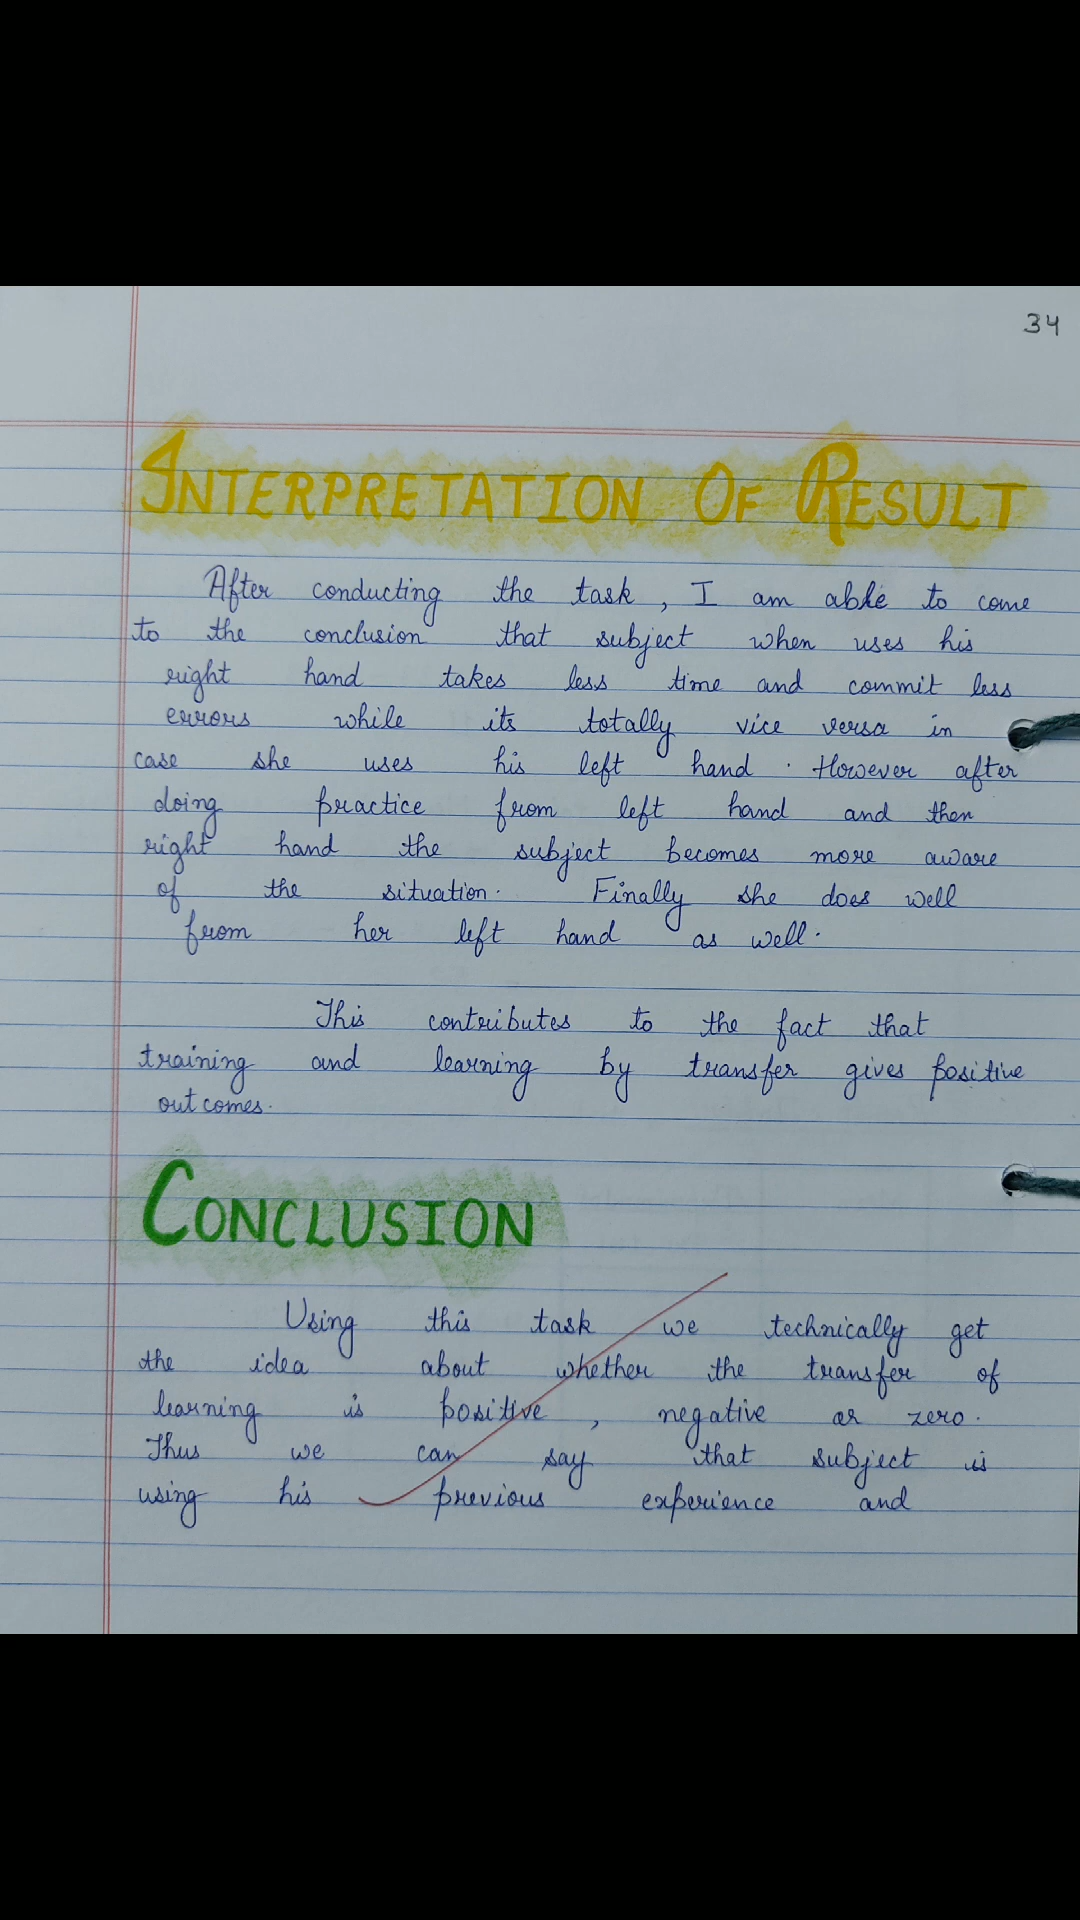 34
INTERPRETATION OF RESULT
After conducting the task, I am able to come
to the conclusion that subject when uses his
right hand takes less time and commit less
errors while its totally vice versa in
case she uses his left hand. However after
doing practice from left hand and then
right hand the subject becomes more aware
of the situation. Finally she does well
from her left hand as well.
This contributes to the fact that
training and learning by transfer gives positive
outcomes.
CONCLUSION
Using this task we technically get
the idea about whether the transfer of
learning is positive, negative or zero.
Thus we can say that subject is
using his previous experience and